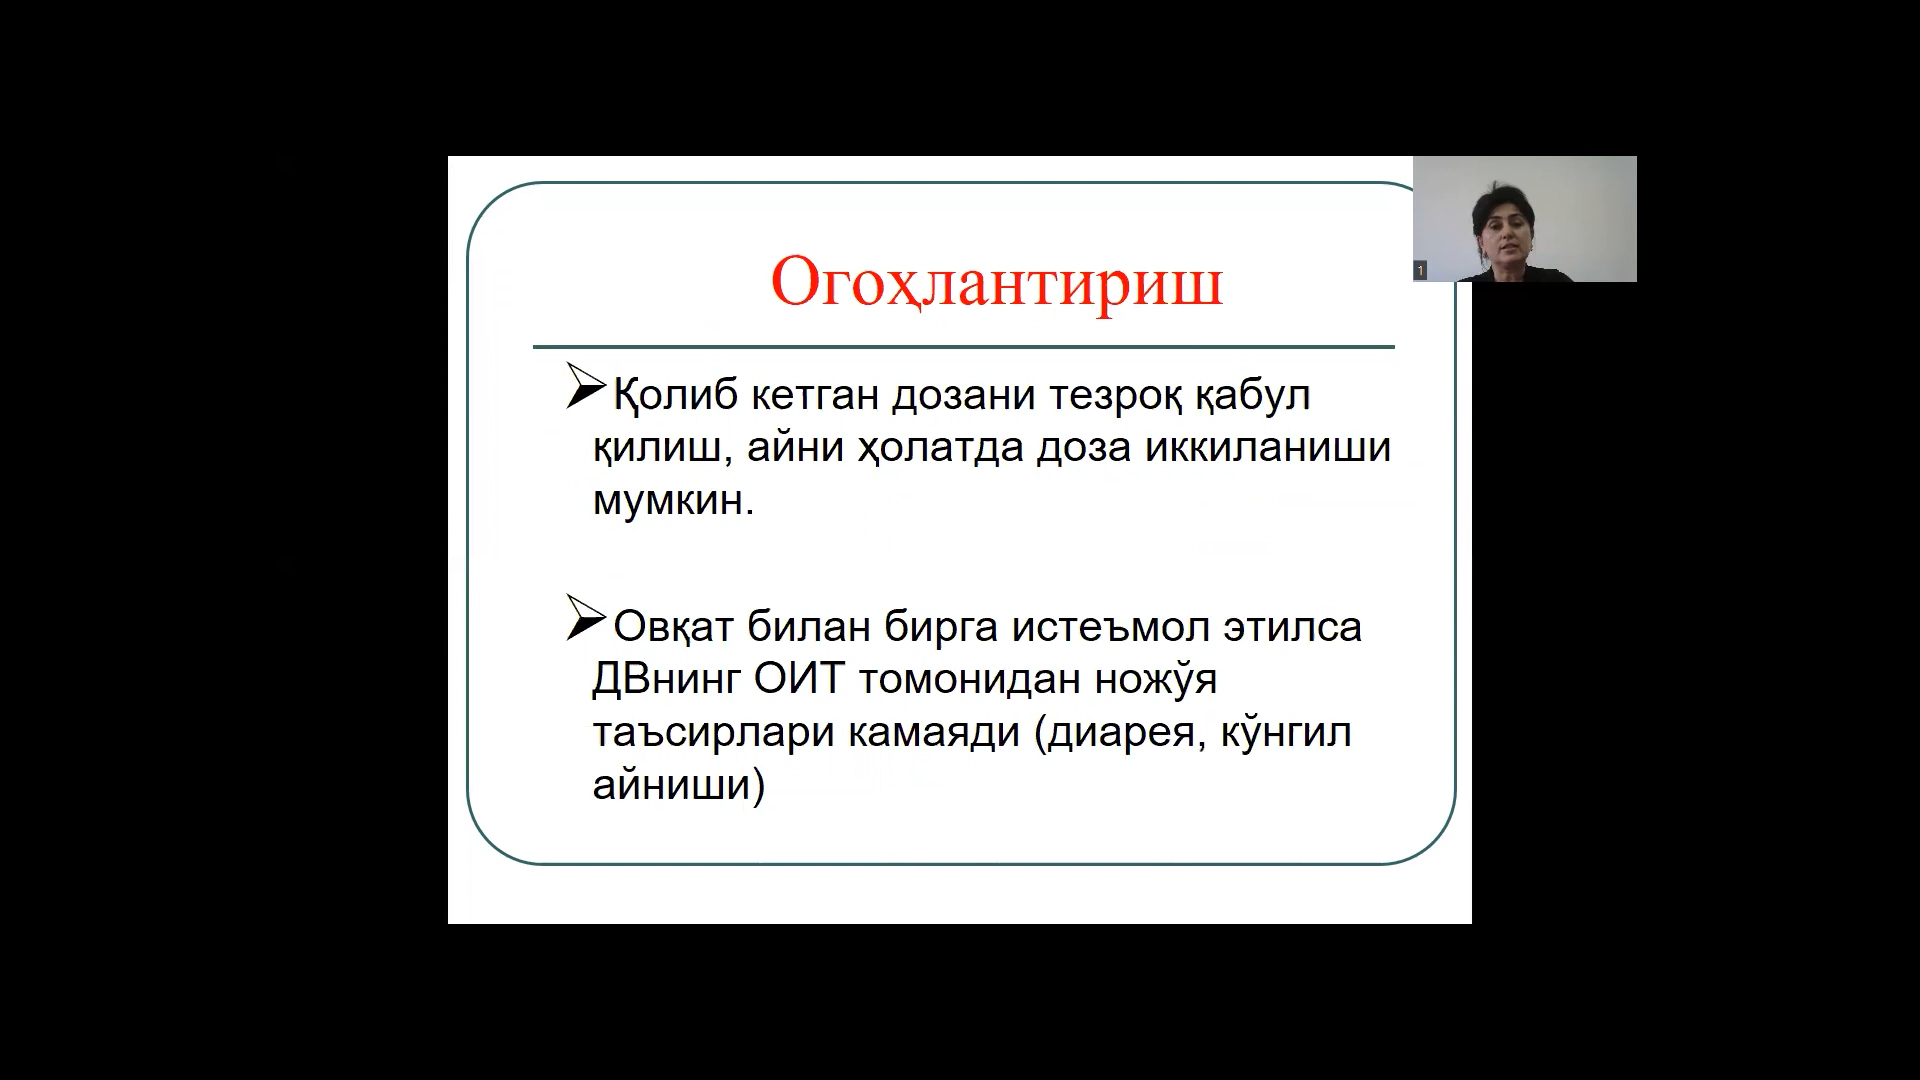 Огоҳлантириш
Қолиб кетган дозани тезроқ қабул
қилиш, айни ҳолатда доза иккиланиши
мумкин.
Овқат билан бирга истеъмол этилса
ДВнинг ОИТ томонидан ножўя
таъсирлари камаяди (диарея, кўнгил
айниши)
1